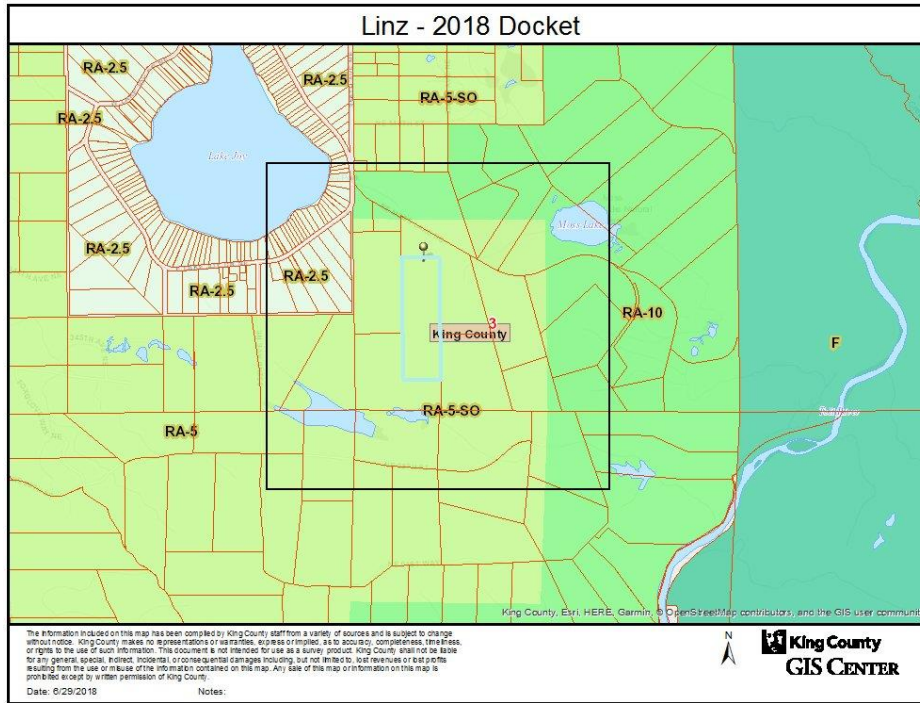 Linz - 2018 Docket
RA-2.5
RA-2.5
RA-5-SO
RA-2.5
Lake Joy
Moss Lake
RA-2.5
RA-2.5
RA-2.5
RA-10
3
King County
F
RA-5-SO
RA-5
King County, Esri, HERE, Garmin, © OpenStreetMap contributors, and the GIS user communit
The information included on this map has been compiled by King County staff from a variety of sources and is subject to change
without notice. King County makes no representations or warranties, express or implied, as to accuracy, completeness, timeliness,
or rights to the use of such information. This document is not intended for use as a survey product. King County shall not be liable
for any general, special, indirect, incidental, or consequential damages including, but not limited to, lost revenues or lost profits
resulting from the use or misuse of the information contained on this map. Any sale of this map or information on this map is
prohibited except by written permission of King County.
Date: 6/29/2018
Notes:
N
King County
GIS CENTER